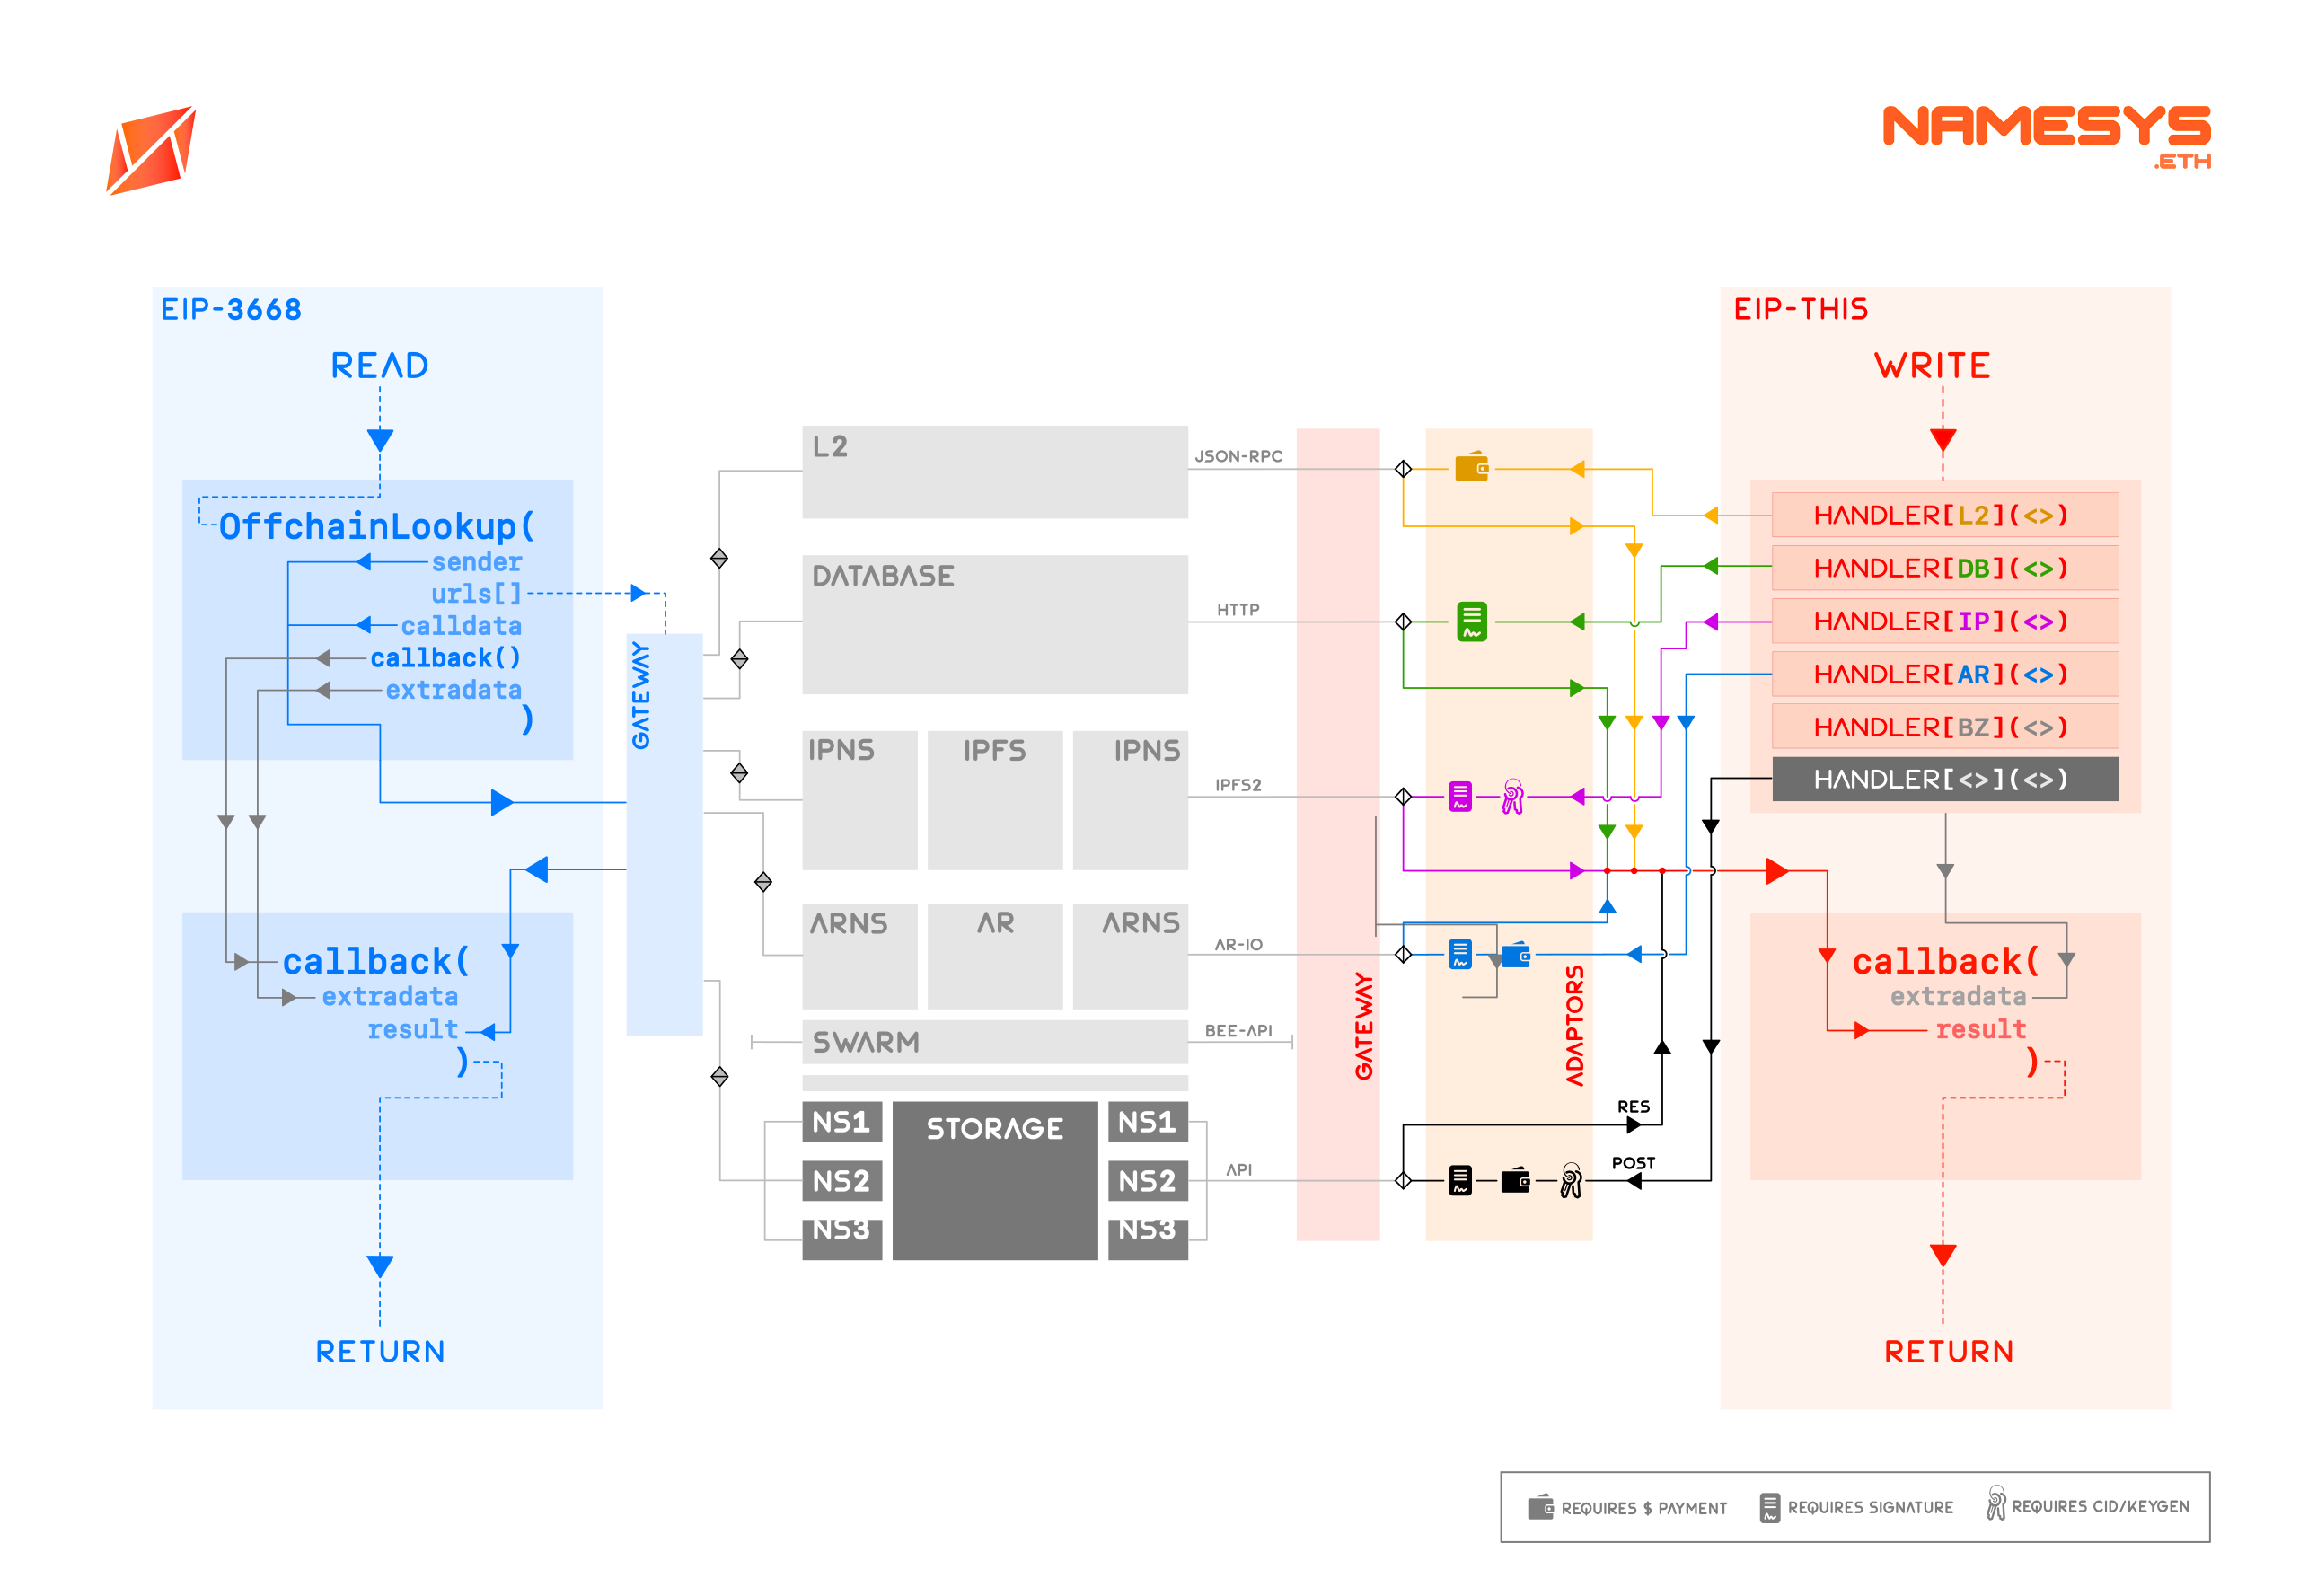 NAMESYS
.ETH
EIP-3668
READ
OffchainLookup(
sender
urls[]
calldata
callback()
extradata
)
callback(
extradata
result
)
RETURN
GATEWAY
L2
DATABASE
IPNS
IPFS
IPNS
ARNS
AR
ARNS
SWARM
NS1
NS2
NS3
STORAGE
NS1
NS2
NS3
JSON-RPC
HTTP
IPFS2
AR-IO
BEE-API
API
GATEWAY
ADAPTORS
RES
POST
EIP-THIS
WRITE
HANDLER[L2](<>)
HANDLER[DB](<>)
HANDLER[IP](<>)
HANDLER[AR](<>)
HANDLER[BZ](<>)
HANDLER[<>](<>)
callback(
extradata
result
)
RETURN
REQUIRES $ PAYMENT
REQUIRES SIGNATURE
REQUIRES CID/KEYGEN